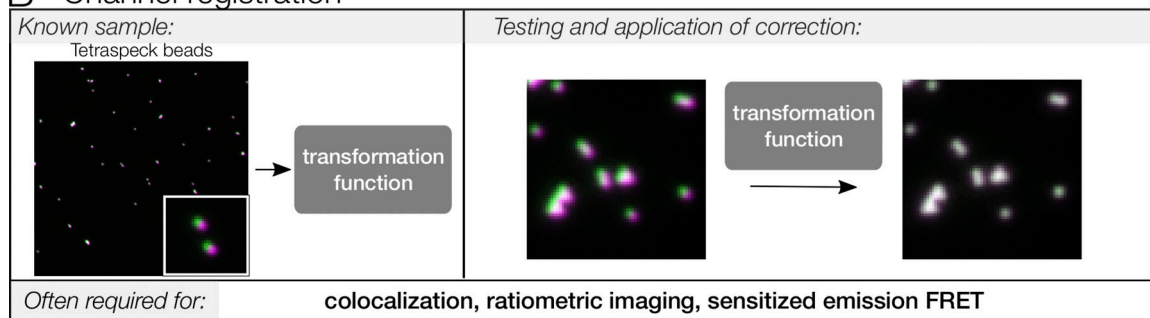 B Channel registration
Known sample:
Testing and application of correction:
Tetraspeck beads
transformation
function
transformation
function
Often required for:
colocalization, ratiometric imaging, sensitized emission FRET